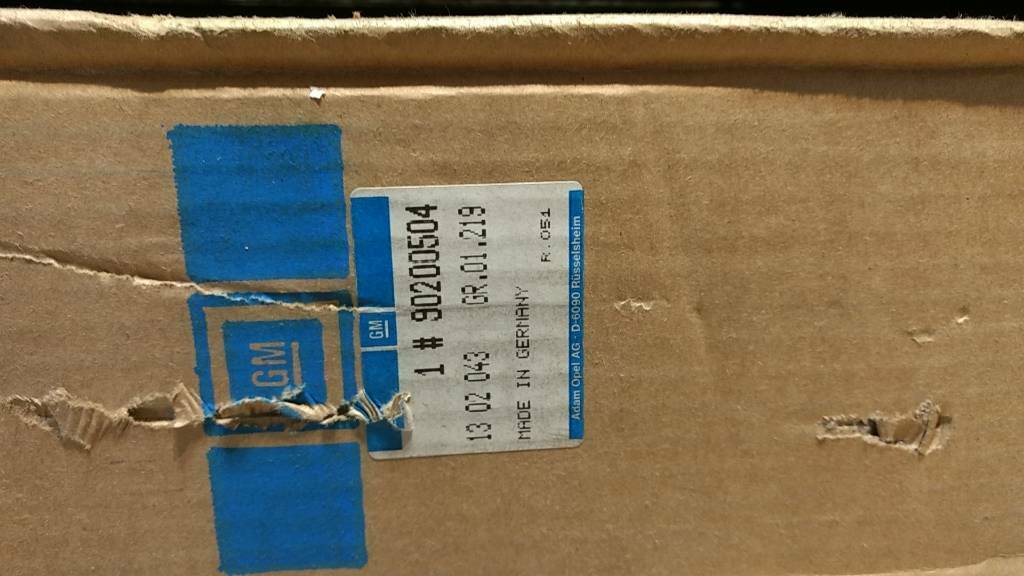 GM
GM
1 # 90200504
13 02 043 GR.01.219
MADE IN GERMANY R.051
Adam Opel AG · D-6090 Rüsselsheim